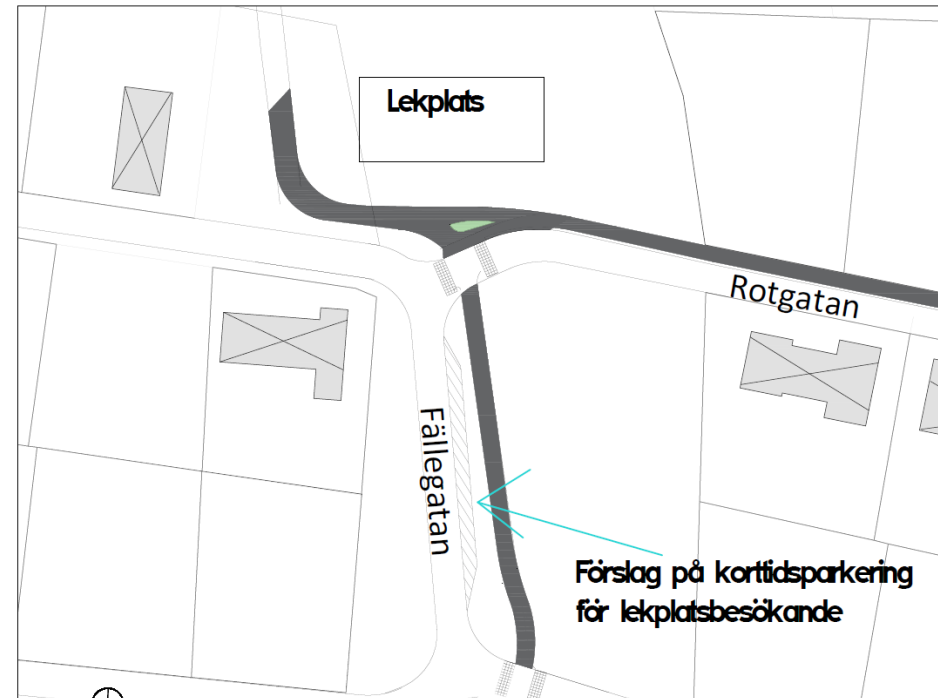 Lekplats
Rotgatan
Fällegatan
Förslag på korttidsparkering
för lekplatsbesökande